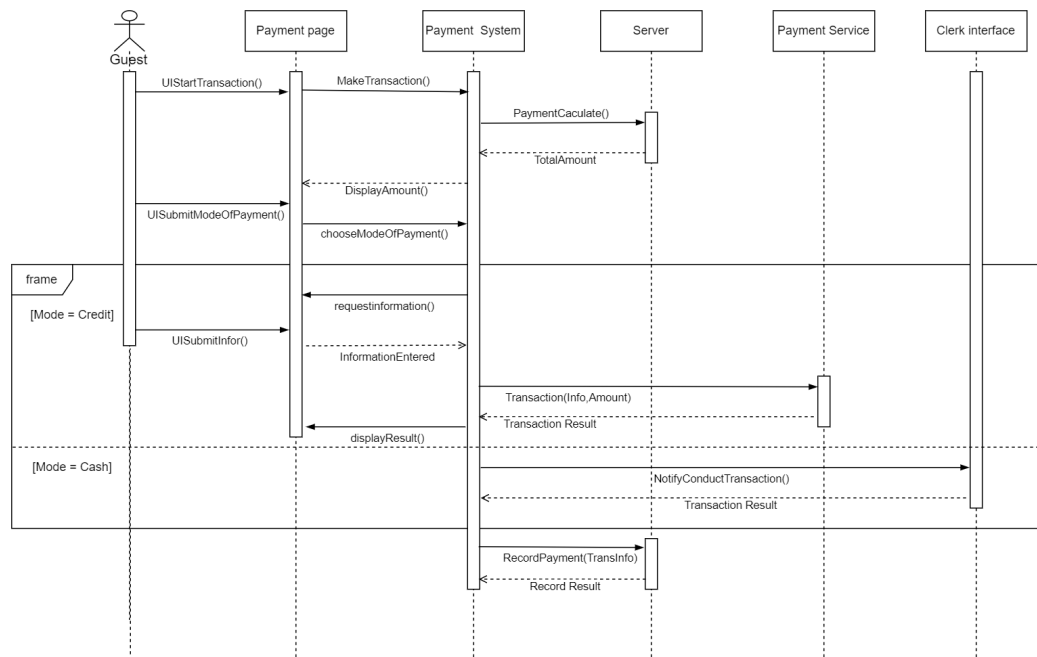 Guest
Payment page
Payment System
Server
Payment Service
Clerk interface
UIStartTransaction()
MakeTransaction()
PaymentCaculate()
TotalAmount
DisplayAmount()
UISubmitModeOfPayment()
chooseModeOfPayment()
frame
[Mode = Credit]
requestinformation()
UISubmitInfor()
InformationEntered
Transaction(Info,Amount)
Transaction Result
displayResult()
[Mode = Cash]
NotifyConductTransaction()
Transaction Result
RecordPayment(TransInfo)
Record Result